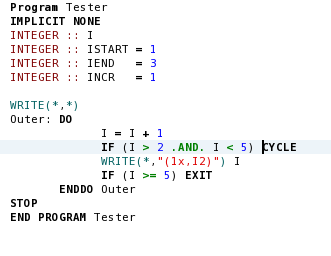 Program Tester
IMPLICIT NONE
INTEGER :: I
INTEGER :: ISTART = 1
INTEGER :: IEND   = 3
INTEGER :: INCR   = 1
WRITE(*,*)
Outer: DO
I = I + 1
IF (I > 2 .AND. I < 5) CYCLE
WRITE(*,"(1x,I2)") I
IF (I >= 5) EXIT
ENDDO Outer
STOP
END PROGRAM Tester